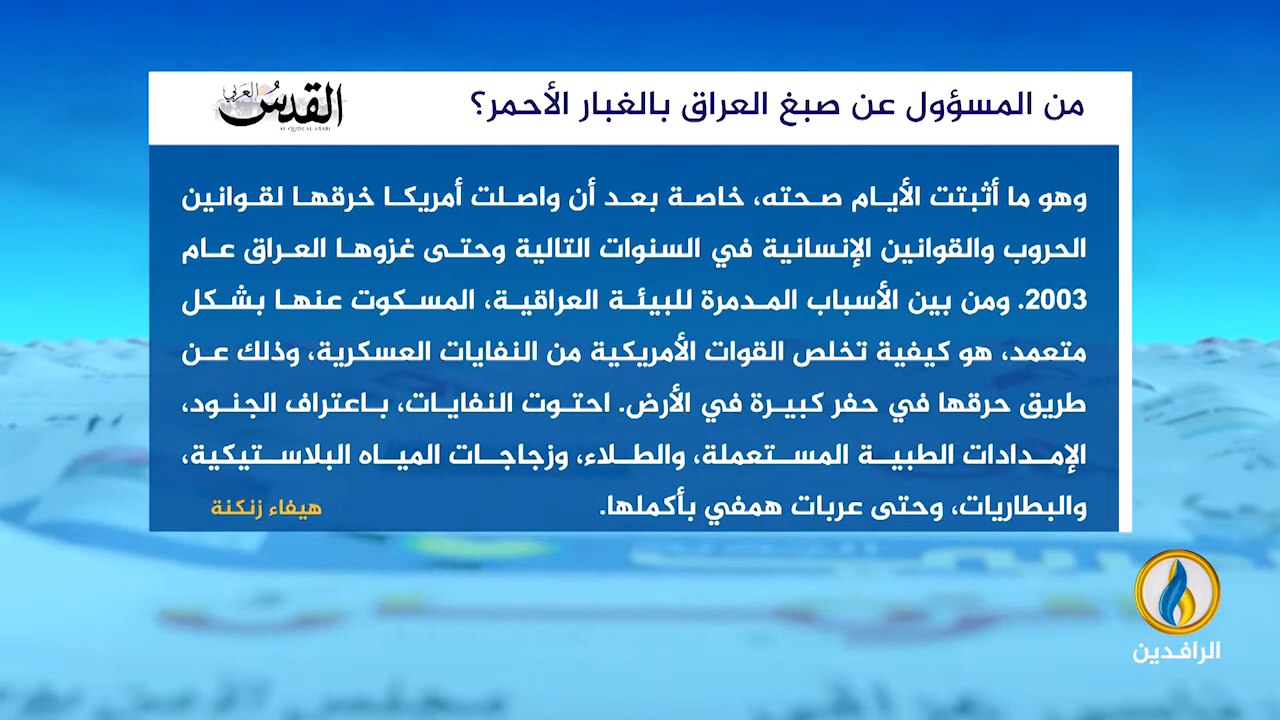 من المسؤول عن صبغ العراق بالغبار الأحمر؟
القدس العربي
AL-QUDS AL-ARABI
وهو ما أثبتت الأيام صحته، خاصة بعد أن واصلت أمريكا خرقها لقوانين
الحروب والقوانين الإنسانية في السنوات التالية وحتى غزوها العراق عام
2003. ومن بين الأسباب المدمرة للبيئة العراقية، المسكوت عنها بشكل
متعمد، هو كيفية تخلص القوات الأمريكية من النفايات العسكرية، وذلك عن
طريق حرقها في حفر كبيرة في الأرض. احتوت النفايات، باعتراف الجنود،
الإمدادات الطبية المستعملة، والطلاء، وزجاجات المياه البلاستيكية،
والبطاريات، وحتى عربات همفي بأكملها.
هيفاء زنكنة
الرافدين
مجلس الأمن